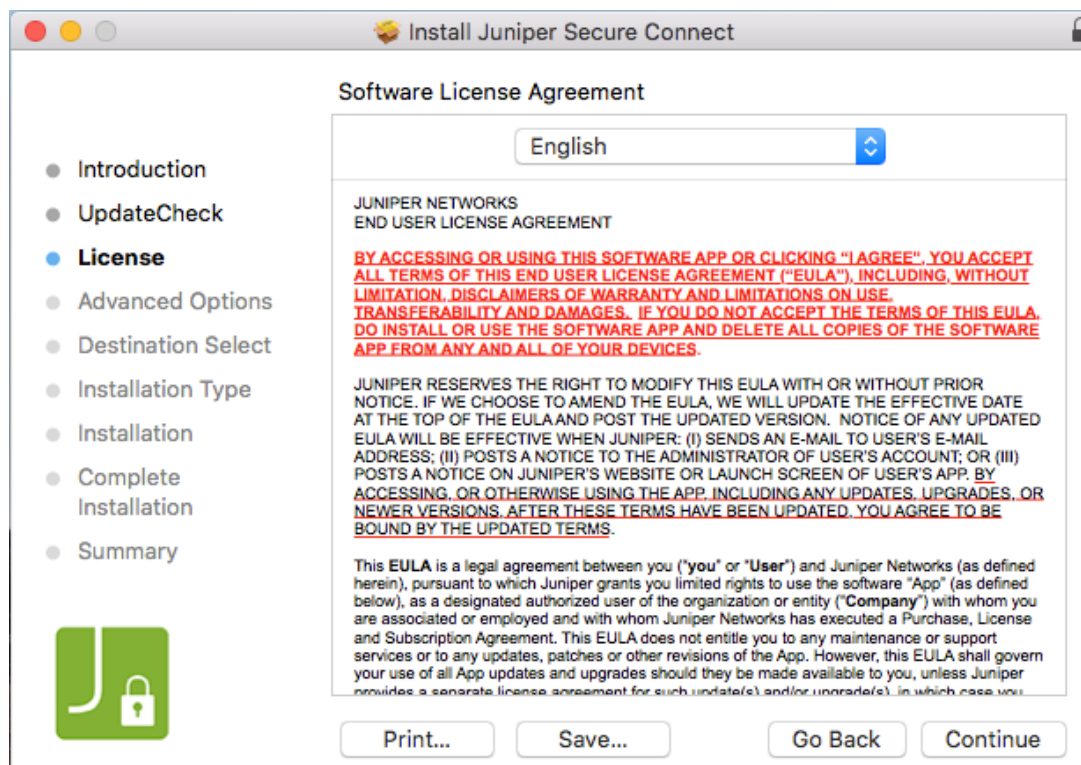 Install Juniper Secure Connect
Software License Agreement
English
Introduction
UpdateCheck
License
Advanced Options
Destination Select
Installation Type
Installation
Complete
Installation
Summary
JUNIPER NETWORKS
END USER LICENSE AGREEMENT
BY ACCESSING OR USING THIS SOFTWARE APP OR CLICKING “I AGREE”, YOU ACCEPT
ALL TERMS OF THIS END USER LICENSE AGREEMENT (“EULA”), INCLUDING, WITHOUT
LIMITATION, DISCLAIMERS OF WARRANTY AND LIMITATIONS ON USE,
TRANSFERABILITY AND DAMAGES.  IF YOU DO NOT ACCEPT THE TERMS OF THIS EULA,
DO INSTALL OR USE THE SOFTWARE APP AND DELETE ALL COPIES OF THE SOFTWARE
APP FROM ANY AND ALL OF YOUR DEVICES.
JUNIPER RESERVES THE RIGHT TO MODIFY THIS EULA WITH OR WITHOUT PRIOR
NOTICE. IF WE CHOOSE TO AMEND THE EULA, WE WILL UPDATE THE EFFECTIVE DATE
AT THE TOP OF THE EULA AND POST THE UPDATED VERSION.  NOTICE OF ANY UPDATED
EULA WILL BE EFFECTIVE WHEN JUNIPER: (I) SENDS AN E-MAIL TO USER'S E-MAIL
ADDRESS; (II) POSTS A NOTICE TO THE ADMINISTRATOR OF USER'S ACCOUNT; OR (III)
POSTS A NOTICE ON JUNIPER'S WEBSITE OR LAUNCH SCREEN OF USER'S APP. BY
ACCESSING, OR OTHERWISE USING THE APP, INCLUDING ANY UPDATES, UPGRADES, OR
NEWER VERSIONS, AFTER THESE TERMS HAVE BEEN UPDATED, YOU AGREE TO BE
BOUND BY THE UPDATED TERMS.
This EULA is a legal agreement between you ("you" or "User") and Juniper Networks (as defined
herein), pursuant to which Juniper grants you limited rights to use the software "App" (as defined
below), as a designated authorized user of the organization or entity ("Company") with whom you
are associated or employed and with whom Juniper Networks has executed a Purchase, License
and Subscription Agreement. This EULA does not entitle you to any maintenance or support
services or to any updates, patches or other revisions of the App. However, this EULA shall govern
your use of all App updates and upgrades should they be made available to you, unless Juniper
provides a separate license agreement for such update(s) and/or upgrade(s), in which case you
J
Print...
Save...
Go Back
Continue